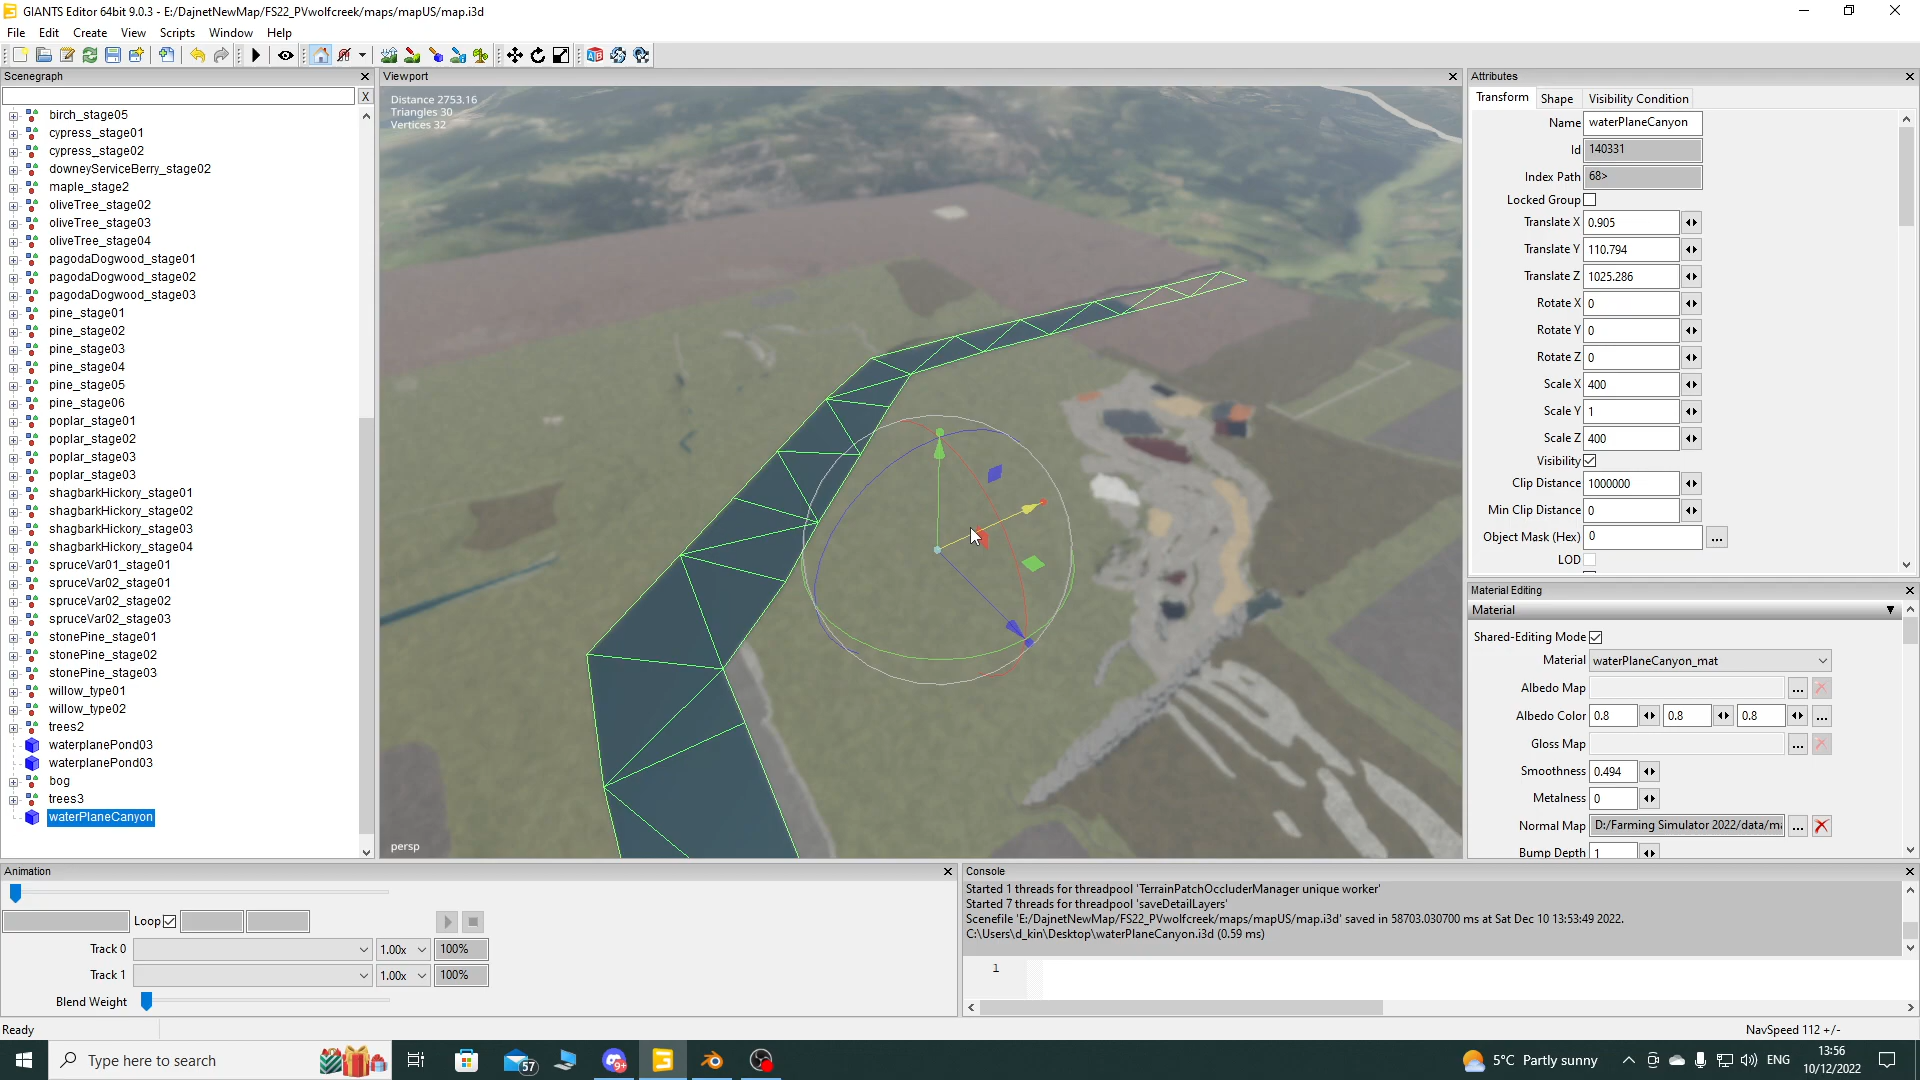 GIANTS Editor 64bit 9.0.3 - E:/DajnetNewMap/FS22_PVwolfcreek/maps/mapUS/map.i3d
File Edit Create View Scripts Window Help
Scenegraph
Viewport
Attributes
X
birch_stage05
cypress_stage01
cypress_stage02
downeyServiceBerry_stage02
maple_stage2
oliveTree_stage02
oliveTree_stage03
oliveTree_stage04
pagodaDogwood_stage01
pagodaDogwood_stage02
pagodaDogwood_stage03
pine_stage01
pine_stage02
pine_stage03
pine_stage04
pine_stage05
pine_stage06
poplar_stage01
poplar_stage02
poplar_stage03
poplar_stage03
shagbarkHickory_stage01
shagbarkHickory_stage02
shagbarkHickory_stage03
shagbarkHickory_stage04
spruceVar01_stage01
spruceVar02_stage01
spruceVar02_stage02
spruceVar02_stage03
stonePine_stage01
stonePine_stage02
stonePine_stage03
willow_type01
willow_type02
trees2
waterplanePond03
waterplanePond03
bog
trees3
waterPlaneCanyon
Distance 2753.16
Triangles 30
Vertices 32
persp
Transform Shape Visibility Condition
Name waterPlaneCanyon
Id 140331
Index Path 68>
Locked Group
Translate X 0.905
Translate Y 110.794
Translate Z 1025.286
Rotate X 0
Rotate Y 0
Rotate Z 0
Scale X 400
Scale Y 1
Scale Z 400
Visibility
Clip Distance 1000000
Min Clip Distance 0
Object Mask (Hex) 0 ...
LOD
Material Editing
Material
Shared-Editing Mode
Material waterPlaneCanyon_mat
Albedo Map ...
Albedo Color 0.8 0.8 0.8 ...
Gloss Map ...
Smoothness 0.494
Metalness 0
Normal Map D:/Farming Simulator 2022/data/m ...
Bump Depth 1
Animation
Loop
Track 0 1.00x 100%
Track 1 1.00x 100%
Blend Weight
Console
Started 1 threads for threadpool 'TerrainPatchOccluderManager unique worker'
Started 7 threads for threadpool 'saveDetailLayers'
Scenefile 'E:/DajnetNewMap/FS22_PVwolfcreek/maps/mapUS/map.i3d' saved in 58703.030700 ms at Sat Dec 10 13:53:49 2022.
C:\Users\d_kin\Desktop\waterPlaneCanyon.i3d (0.59 ms)
1
Ready
NavSpeed 112 +/-
Type here to search
57
9+
5°C Partly sunny
ENG
13:56
10/12/2022